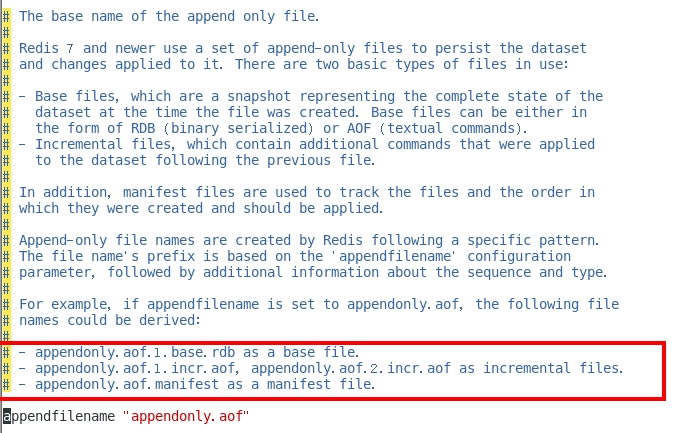 # The base name of the append only file.
#
# Redis 7 and newer use a set of append-only files to persist the dataset
# and changes applied to it. There are two basic types of files in use:
#
# - Base files, which are a snapshot representing the complete state of the
#   dataset at the time the file was created. Base files can be either in
#   the form of RDB (binary serialized) or AOF (textual commands).
# - Incremental files, which contain additional commands that were applied
#   to the dataset following the previous file.
#
# In addition, manifest files are used to track the files and the order in
# which they were created and should be applied.
#
# Append-only file names are created by Redis following a specific pattern.
# The file name's prefix is based on the 'appendfilename' configuration
# parameter, followed by additional information about the sequence and type.
#
# For example, if appendfilename is set to appendonly.aof, the following file
# names could be derived:
#
# - appendonly.aof.1.base.rdb as a base file.
# - appendonly.aof.1.incr.aof, appendonly.aof.2.incr.aof as incremental files.
# - appendonly.aof.manifest as a manifest file.
appendfilename "appendonly.aof"